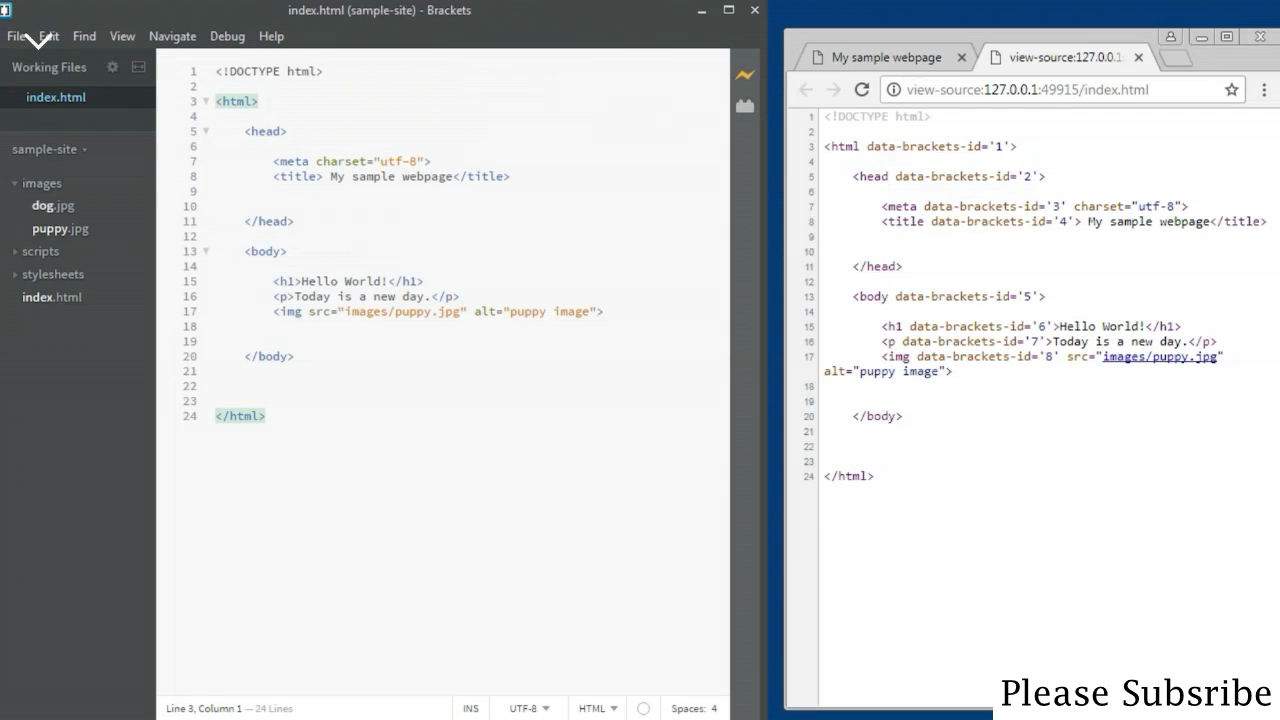 index.html (sample-site) - Brackets
File Edit Find View Navigate Debug Help
Working Files
index.html
sample-site
images
dog.jpg
puppy.jpg
scripts
stylesheets
index.html
1 <!DOCTYPE html>
2
3 <html>
4
5 <head>
6
7 <meta charset="utf-8">
8 <title> My sample webpage</title>
9
10
11 </head>
12
13 <body>
14
15 <h1>Hello World!</h1>
16 <p>Today is a new day.</p>
17 <img src="images/puppy.jpg" alt="puppy image">
18
19
20 </body>
21
22
23
24 </html>
Line 3, Column 1 — 24 Lines
INS UTF-8 HTML Spaces: 4
My sample webpage
view-source:127.0.0.1:
view-source:127.0.0.1:49915/index.html
1 <!DOCTYPE html>
2
3 <html data-brackets-id='1'>
4
5 <head data-brackets-id='2'>
6
7 <meta data-brackets-id='3' charset="utf-8">
8 <title data-brackets-id='4'> My sample webpage</title>
9
10
11 </head>
12
13 <body data-brackets-id='5'>
14
15 <h1 data-brackets-id='6'>Hello World!</h1>
16 <p data-brackets-id='7'>Today is a new day.</p>
17 <img data-brackets-id='8' src="images/puppy.jpg"
alt="puppy image">
18
19
20 </body>
21
22
23
24 </html>
Please Subsribe